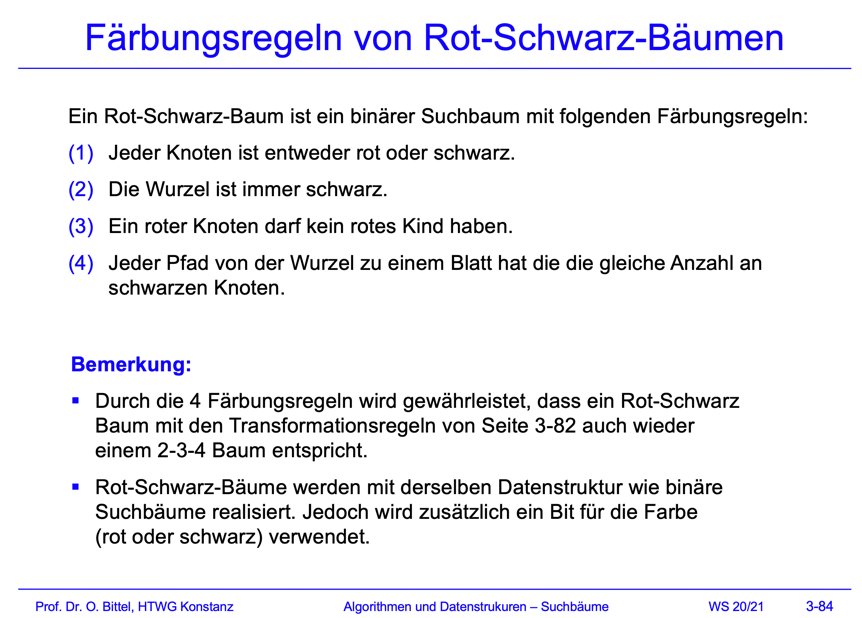 Färbungsregeln von Rot-Schwarz-Bäumen
Ein Rot-Schwarz-Baum ist ein binärer Suchbaum mit folgenden Färbungsregeln:
(1) Jeder Knoten ist entweder rot oder schwarz.
(2) Die Wurzel ist immer schwarz.
(3) Ein roter Knoten darf kein rotes Kind haben.
(4) Jeder Pfad von der Wurzel zu einem Blatt hat die die gleiche Anzahl an
schwarzen Knoten.
Bemerkung:
▪ Durch die 4 Färbungsregeln wird gewährleistet, dass ein Rot-Schwarz
Baum mit den Transformationsregeln von Seite 3-82 auch wieder
einem 2-3-4 Baum entspricht.
▪ Rot-Schwarz-Bäume werden mit derselben Datenstruktur wie binäre
Suchbäume realisiert. Jedoch wird zusätzlich ein Bit für die Farbe
(rot oder schwarz) verwendet.
Prof. Dr. O. Bittel, HTWG Konstanz Algorithmen und Datenstrukuren – Suchbäume WS 20/21 3-84